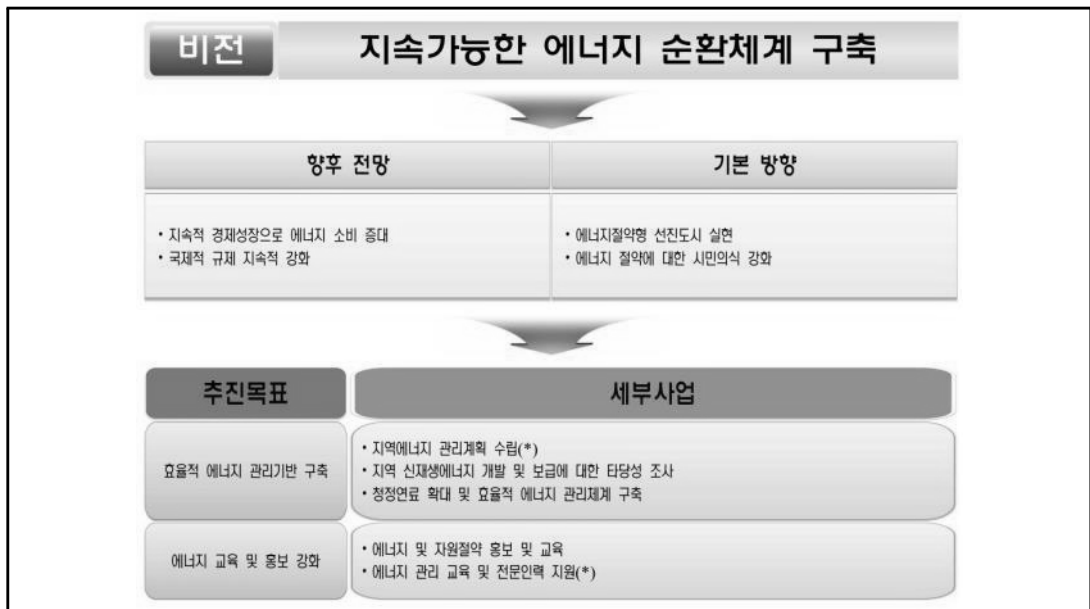 비전
지속가능한 에너지 순환체계 구축
향후 전망
기본 방향
• 지속적 경제성장으로 에너지 소비 증대
• 국제적 규제 지속적 강화
• 에너지절약형 선진도시 실현
• 에너지 절약에 대한 시민의식 강화
추진목표
세부사업
효율적 에너지 관리기반 구축
• 지역에너지 관리계획 수립(*)
• 지역 신재생에너지 개발 및 보급에 대한 타당성 조사
• 청정연료 확대 및 효율적 에너지 관리체계 구축
에너지 교육 및 홍보 강화
• 에너지 및 자원절약 홍보 및 교육
• 에너지 관리 교육 및 전문인력 지원(*)